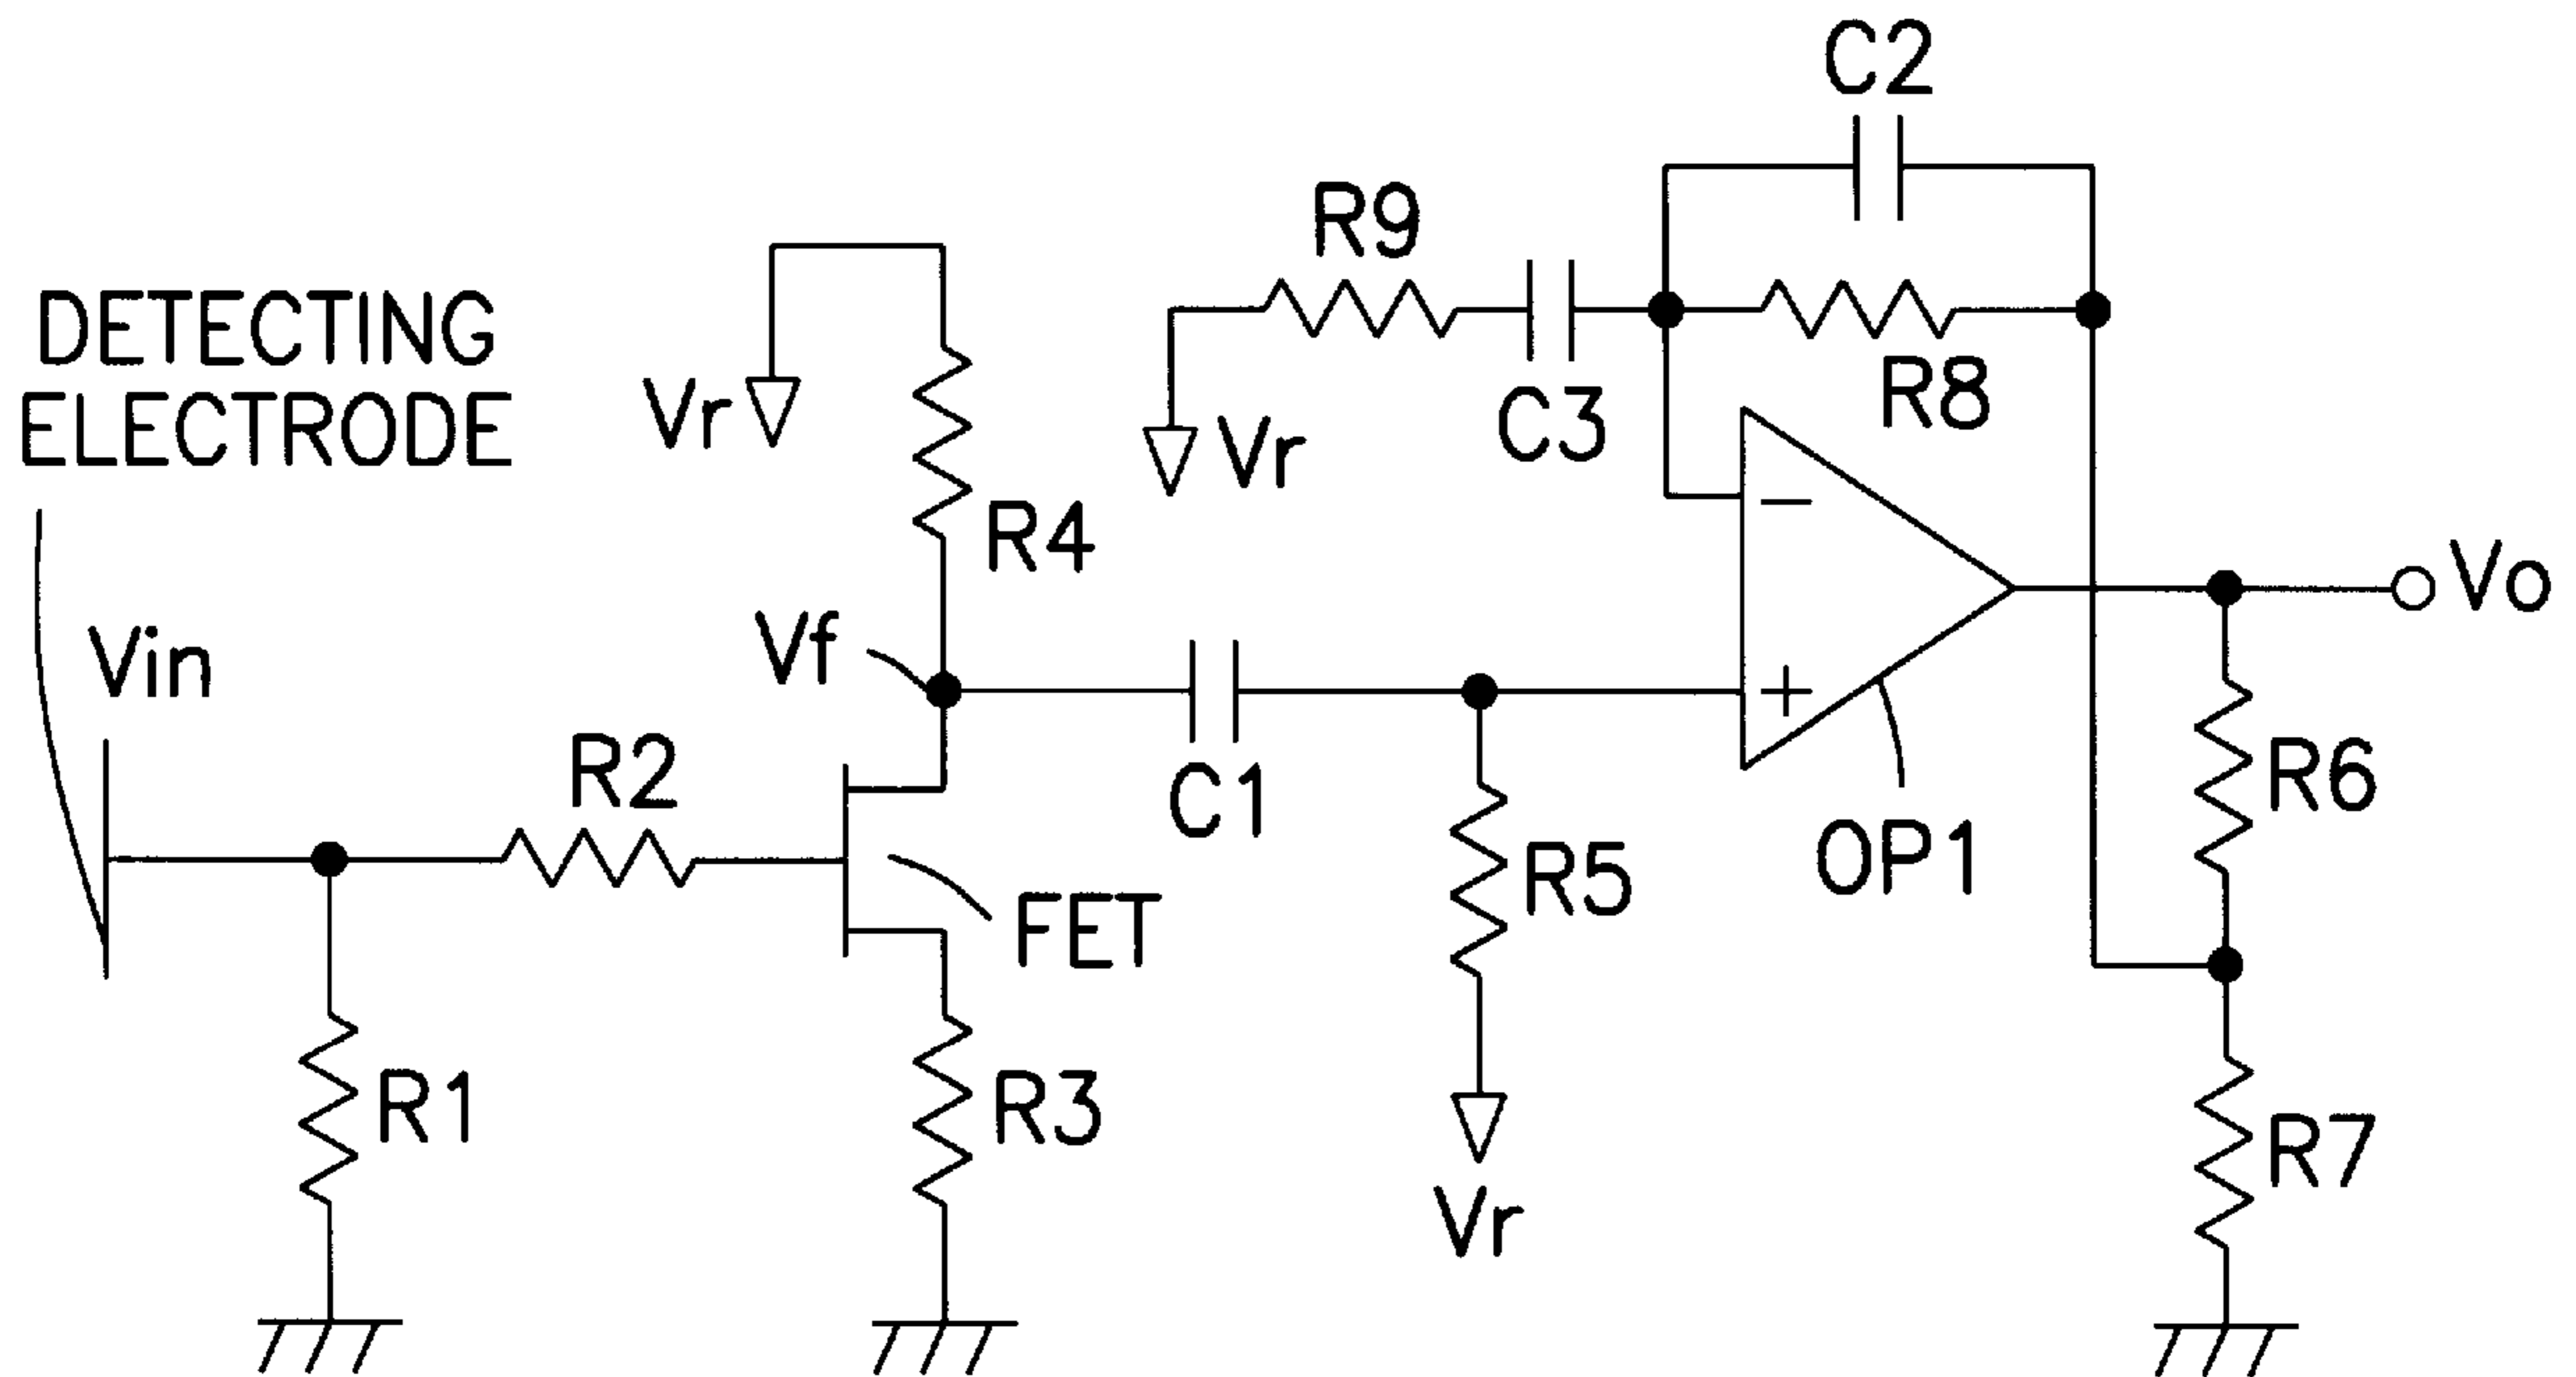 C2
R9
DETECTING
ELECTRODE
Vr
C3
R8
Vr
R4
−
Vo
Vf
Vin
+
R2
C1
R6
OP1
R5
FET
R1
R3
R7
Vr